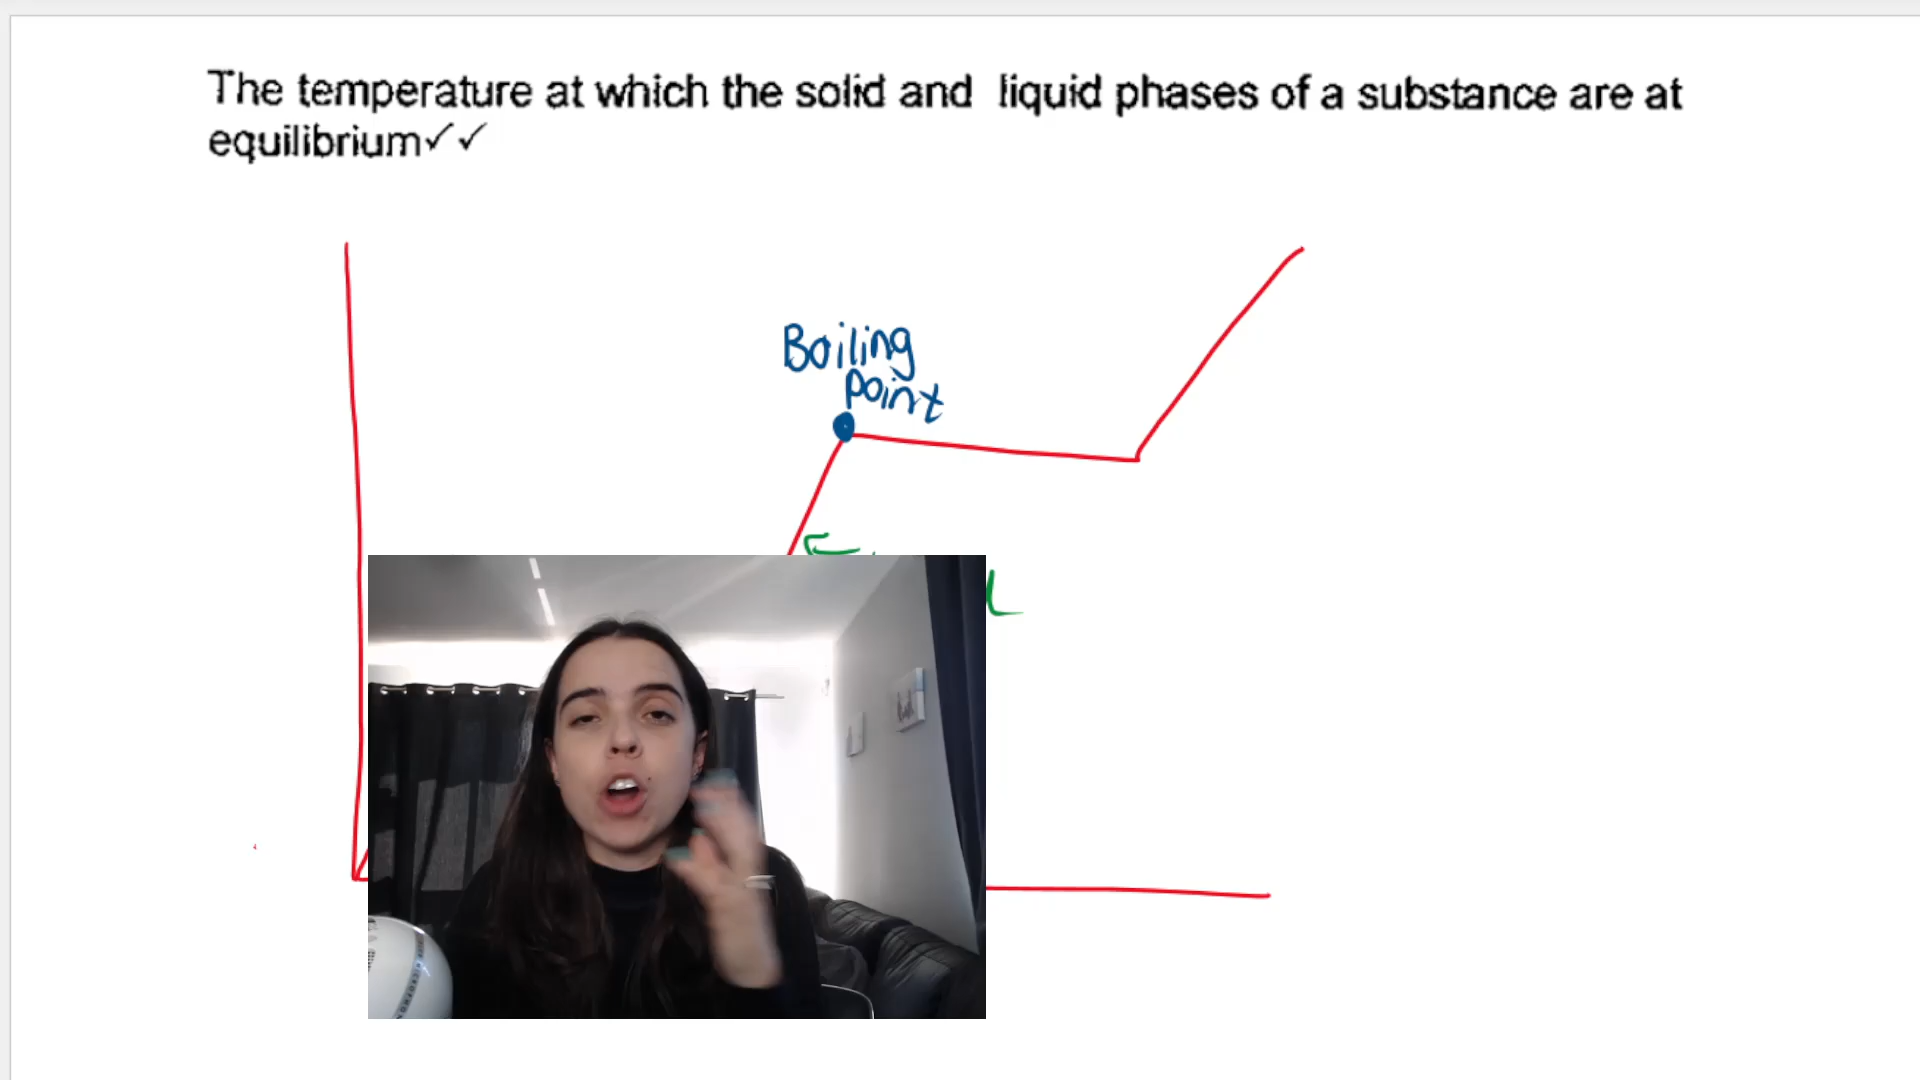 The temperature at which the solid and liquid phases of a substance are at
equilibrium✓✓
Boiling
point
L